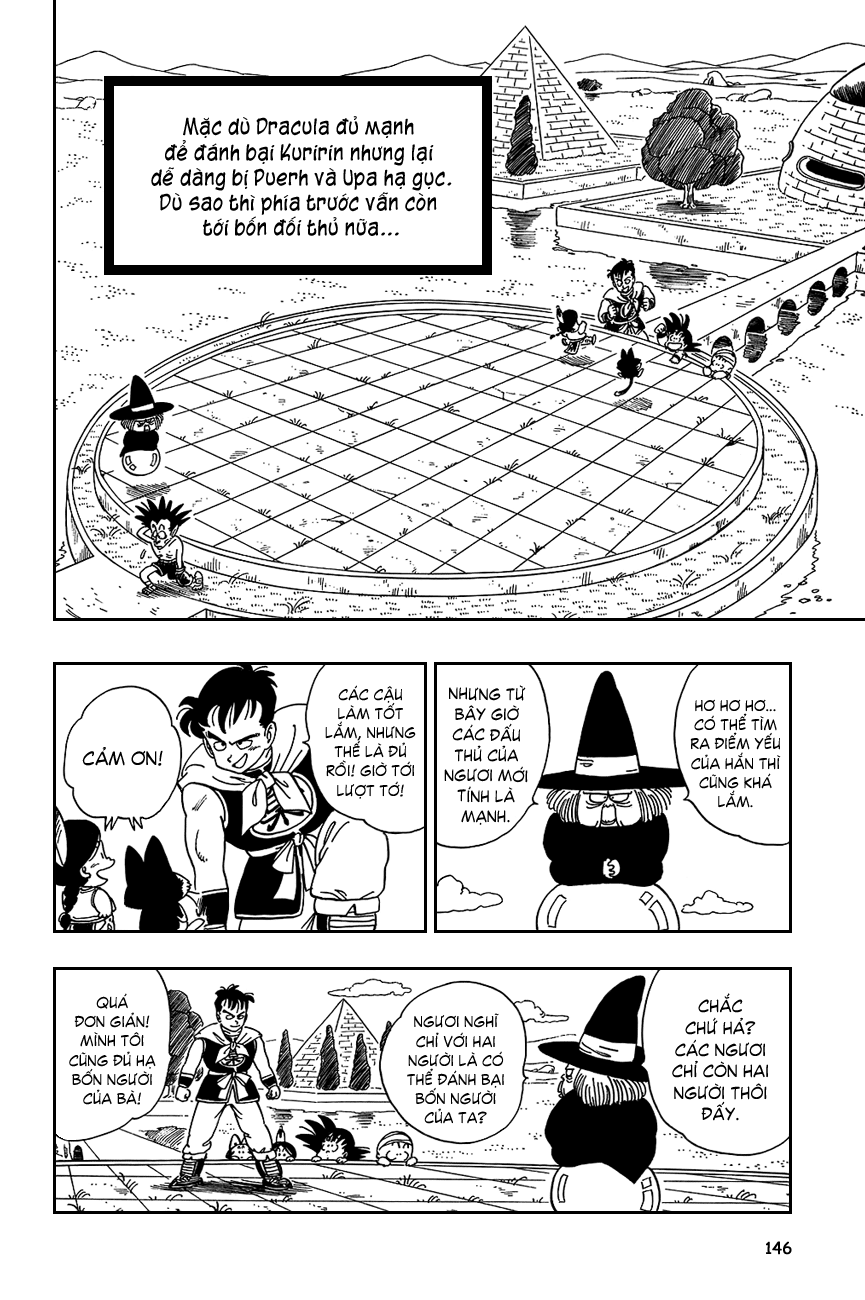 Mặc dù Dracula đủ mạnh
để đánh bại Kuririn nhưng lại
dễ dàng bị Puerh và Upa hạ gục.
Dù sao thì phía trước vẫn còn
tới bốn đối thủ nữa...
HƠ HƠ HƠ...
CÓ THỂ TÌM
RA ĐIỂM YẾU
CỦA HẮN THÌ
CŨNG KHÁ
LẮM.
NHƯNG TỪ
BÂY GIỜ
CÁC ĐẤU
THỦ CỦA
NGƯƠI MỚI
TÍNH LÀ
MẠNH.
CÁC CẬU
LÀM TỐT
LẮM, NHƯNG
THẾ LÀ ĐỦ
RỒI! GIỜ TỚI
LƯỢT TỚ!
CẢM ƠN!
A
CHẮC
CHỨ HẢ?
CÁC NGƯƠI
CHỈ CÒN HAI
NGƯỜI THÔI
ĐẤY.
NGƯƠI NGHĨ
CHỈ VỚI HAI
NGƯỜI LÀ CÓ
THỂ ĐÁNH BẠI
BỐN NGƯỜI
CỦA TA?
QUÁ
ĐƠN GIẢN!
MÌNH TÔI
CŨNG ĐỦ HẠ
BỐN NGƯỜI
CỦA BÀ!
146